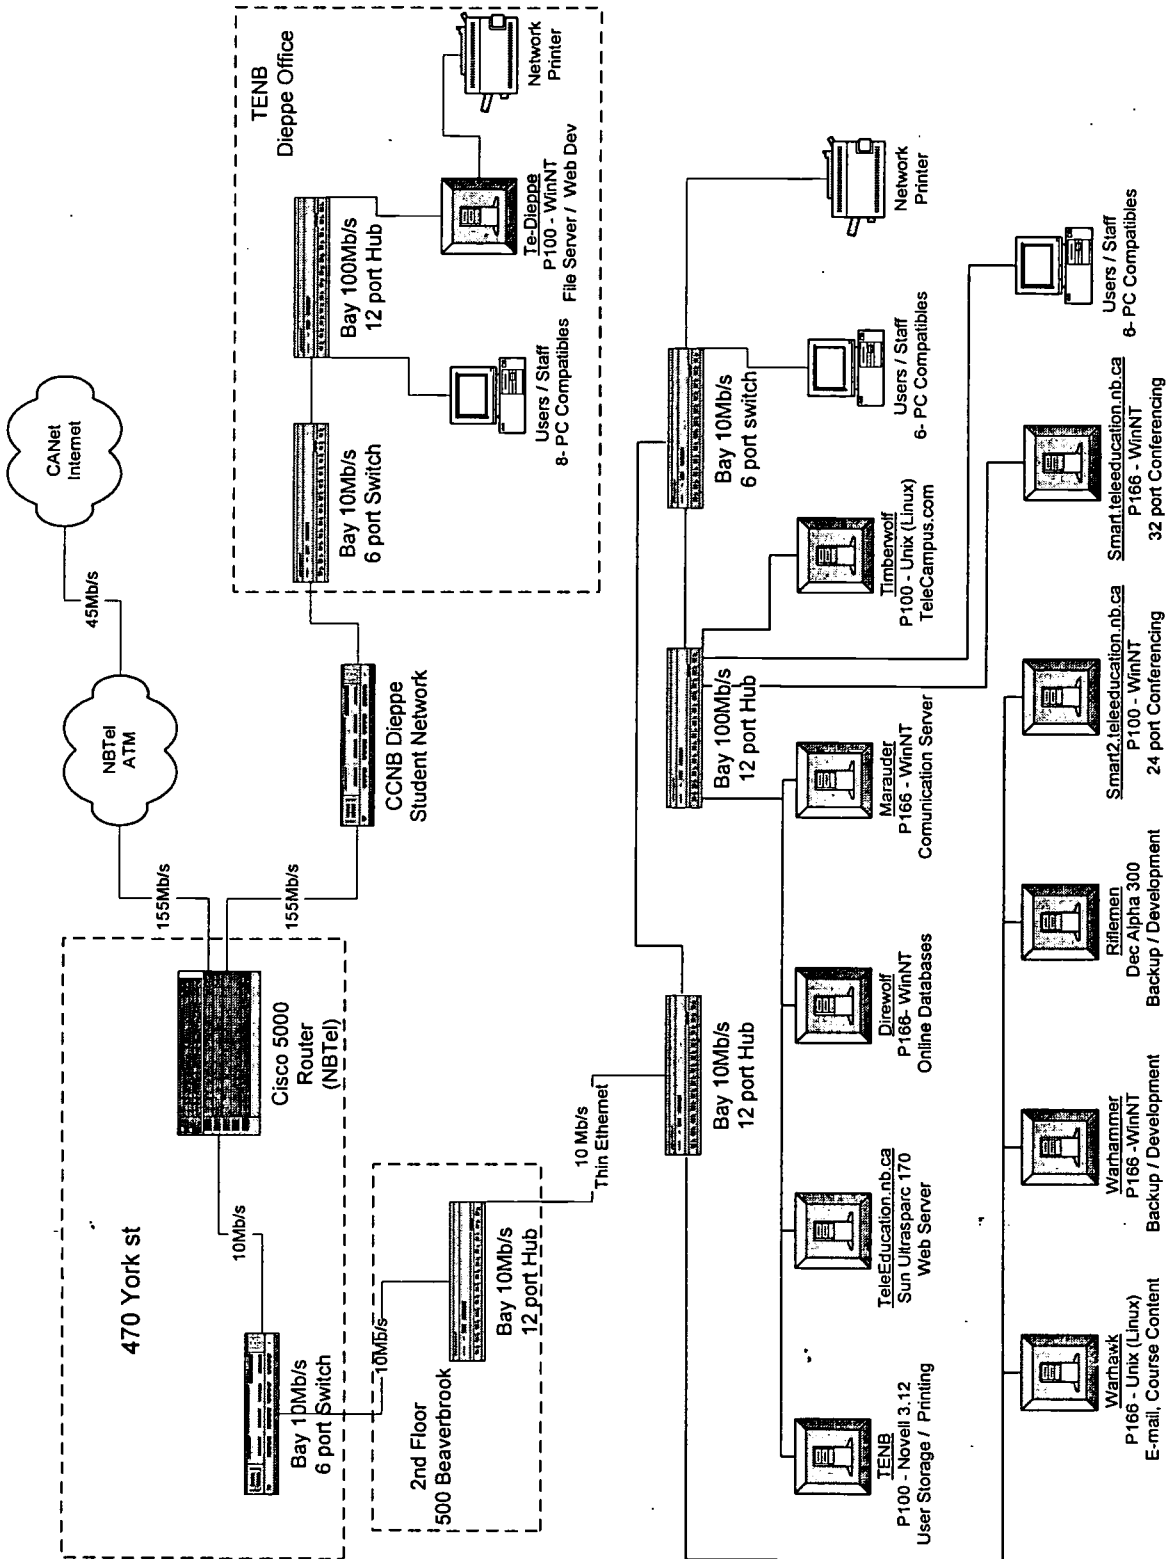 CANet
Internet
45Mb/s
NBTel
ATM
155Mb/s
155Mb/s
470 York st
Cisco 5000
Router
(NBTel)
10Mb/s
Bay 10Mb/s
6 port Switch
CCNB Dieppe
Student Network
TENB
Dieppe Office
Bay 10Mb/s
6 port Switch
Bay 100Mb/s
12 port Hub
Users / Staff
8- PC Compatibles
Te-Dieppe
P100 - WinNT
File Server / Web Dev
Network
Printer
10Mb/s
2nd Floor
500 Beaverbrook
Bay 10Mb/s
12 port Hub
10 Mb/s
Thin Ethernet
Bay 10Mb/s
12 port Hub
Bay 100Mb/s
12 port Hub
Bay 10Mb/s
6 port switch
TENB
P100 - Novell 3.12
User Storage / Printing
TeleEducation.nb.ca
Sun Ultrasparc 170
Web Server
Direwolf
P166- WinNT
Online Databases
Marauder
P166 - WinNT
Comunication Server
Timberwolf
P100 - Unix (Linux)
TeleCampus.com
Users / Staff
6- PC Compatibles
Network
Printer
Warhawk
P166 - Unix (Linux)
E-mail, Course Content
Warhammer
P166 -WinNT
Backup / Development
Riflemen
Dec Alpha 300
Backup / Development
Smart2.teleeducation.nb.ca
P100 - WinNT
24 port Conferencing
Smart.teleeducation.nb.ca
P166 - WinNT
32 port Conferencing
Users / Staff
6- PC Compatibles